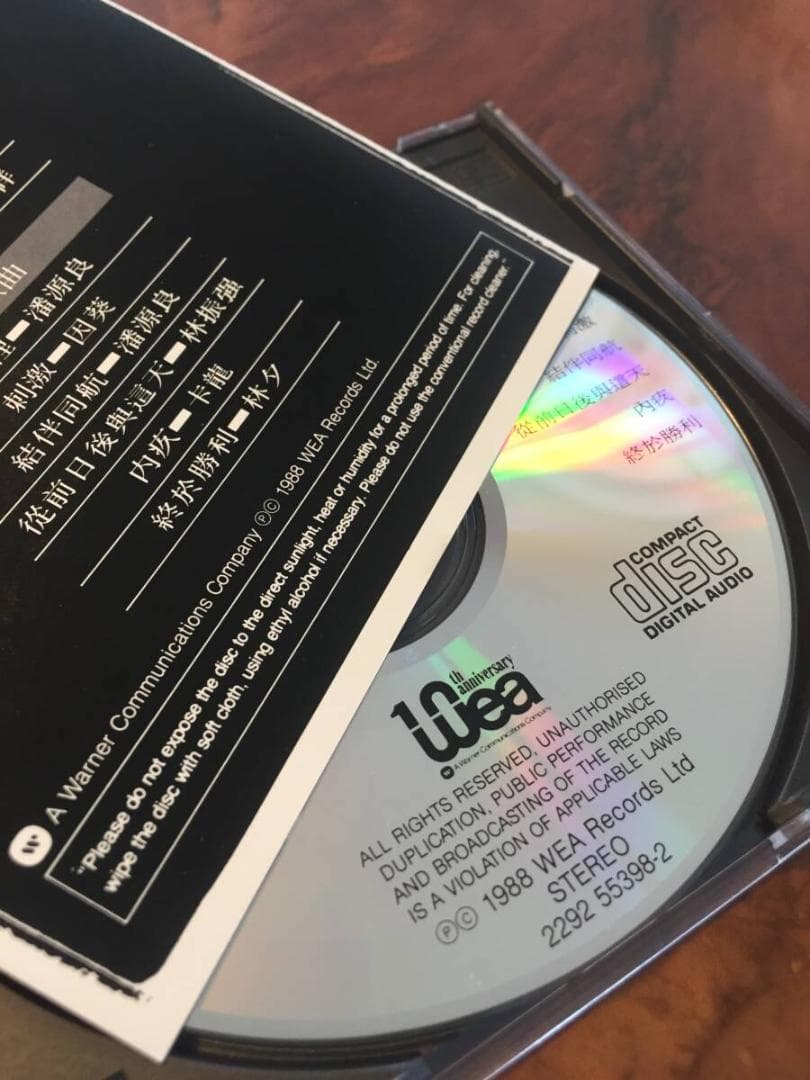 曲
潘源良
刺激 - 因葵
結伴同航 - 潘源良
從前日後與這天 - 林振強
內疚 - 卡龍
終於勝利 - 林夕
W A Warner Communications Company ℗© 1988 WEA Records Ltd.
"Please do not expose the disc to the direct sunlight, heat or humidity for a prolonged period of time. For cleaning,
wipe the disc with soft cloth, using ethyl alcohol if necessary. Please do not use the conventional record cleaner."
結伴同航
從前日後與這天
內疚
終於勝利
COMPACT
disc
DIGITAL AUDIO
10th anniversary
wea
A Warner Communications Company
ALL RIGHTS RESERVED, UNAUTHORISED
DUPLICATION, PUBLIC PERFORMANCE
AND BROADCASTING OF THE RECORD
IS A VIOLATION OF APPLICABLE LAWS
℗© 1988 WEA Records Ltd
STEREO
2292 55398-2